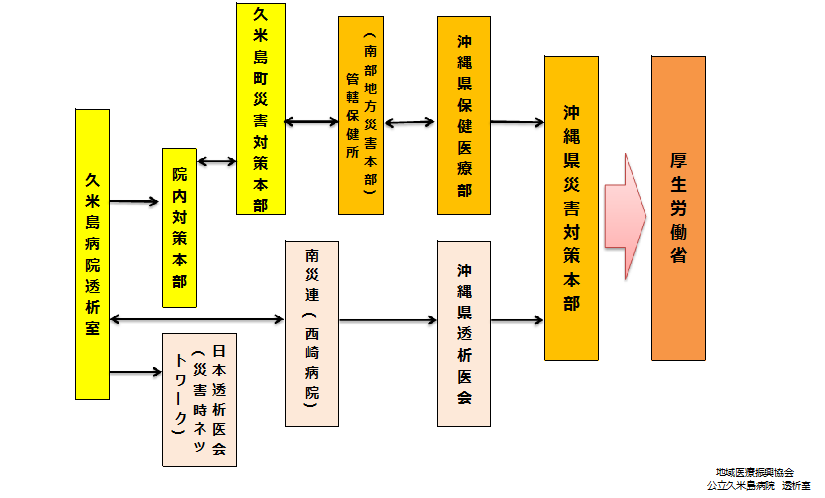 久米島病院透析室
院内対策本部
久米島町災害対策本部
管轄保健所
（南部地方災害本部）
沖縄県保健医療部
沖縄県災害対策本部
厚生労働省
南災連（西崎病院）
沖縄県透析医会
日本透析医会
（災害時ネッ
トワーク）
地域医療振興協会
公立久米島病院　透析室